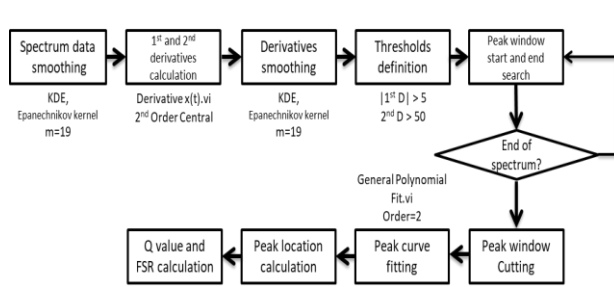 Spectrum data
smoothing
1st and 2nd
derivatives
calculation
Derivatives
smoothing
Thresholds
definition
Peak window
start and end
search
KDE,
Epanechnikov kernel
m=19
Derivative x(t).vi
2nd Order Central
KDE,
Epanechnikov kernel
m=19
|1st D| > 5
2nd D > 50
End of
spectrum?
General Polynomial
Fit.vi
Order=2
Q value and
FSR calculation
Peak location
calculation
Peak curve
fitting
Peak window
Cutting